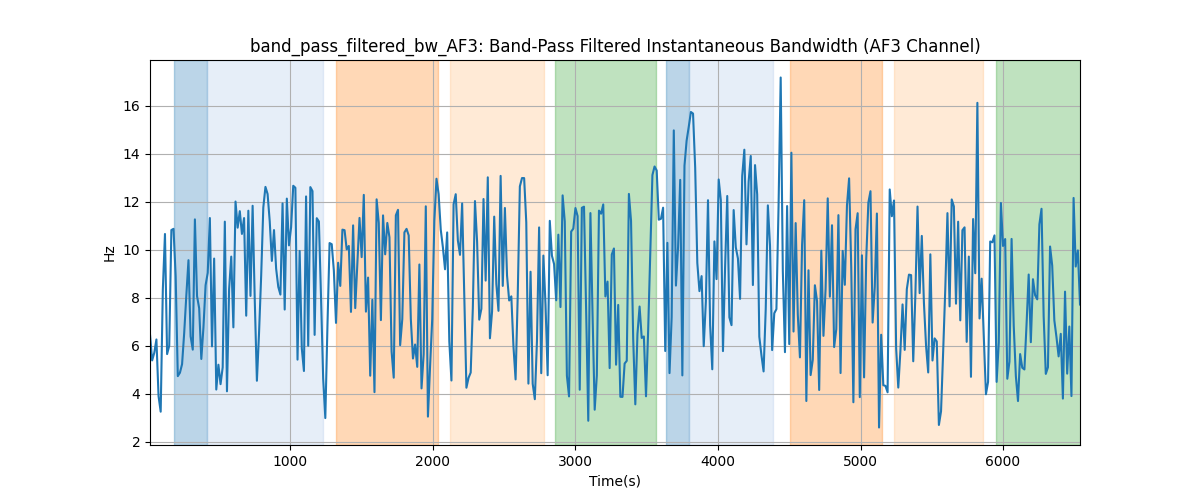 band_pass_filtered_bw_AF3: Band-Pass Filtered Instantaneous Bandwidth (AF3 Channel)
16
14
12
10
8
6
4
2
Hz
1000 2000 3000 4000 5000 6000
Time(s)